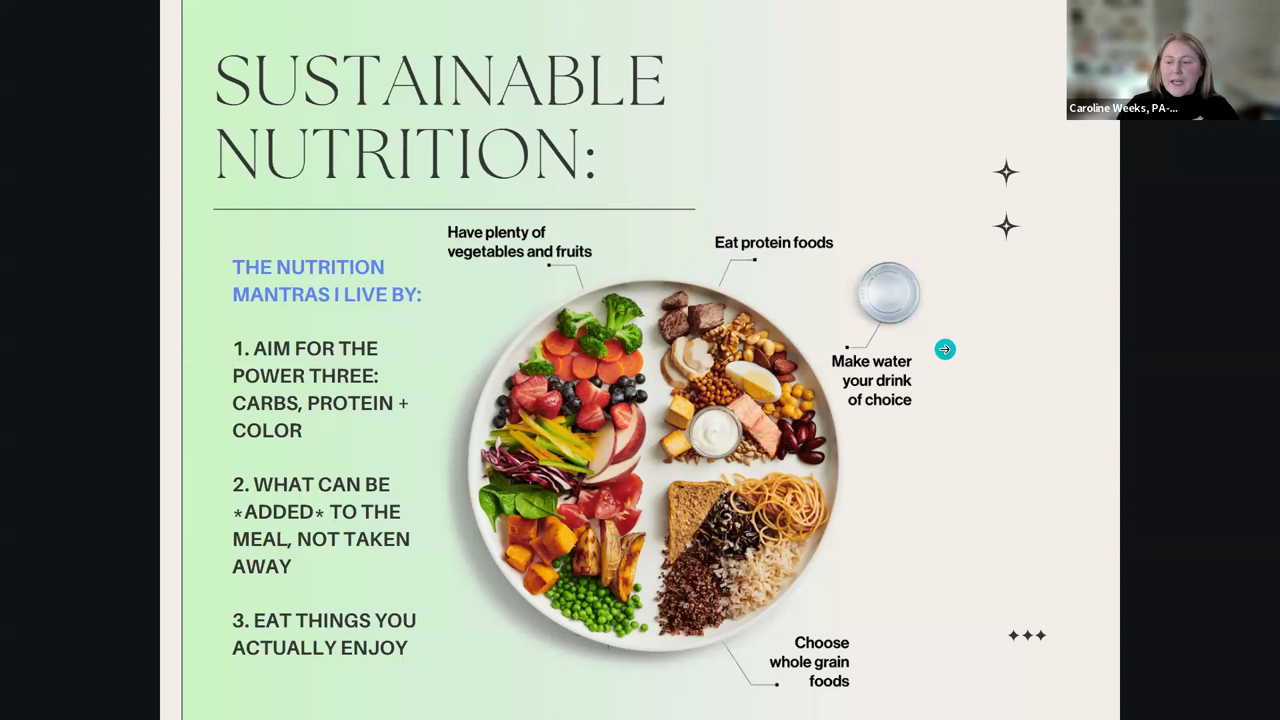 SUSTAINABLE
NUTRITION:
THE NUTRITION
MANTRAS I LIVE BY:
1. AIM FOR THE
POWER THREE:
CARBS, PROTEIN +
COLOR
2. WHAT CAN BE
*ADDED* TO THE
MEAL, NOT TAKEN
AWAY
3. EAT THINGS YOU
ACTUALLY ENJOY
Have plenty of
vegetables and fruits
Eat protein foods
Make water
your drink
of choice
Choose
whole grain
foods
Caroline Weeks, PA-...